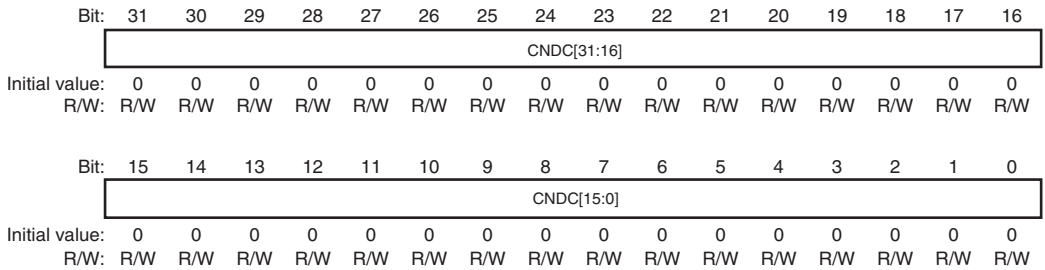 Bit: 31 30 29 28 27 26 25 24 23 22 21 20 19 18 17 16
CNDC[31:16]
Initial value: 0 0 0 0 0 0 0 0 0 0 0 0 0 0 0 0
R/W: R/W R/W R/W R/W R/W R/W R/W R/W R/W R/W R/W R/W R/W R/W R/W R/W
Bit: 15 14 13 12 11 10 9 8 7 6 5 4 3 2 1 0
CNDC[15:0]
Initial value: 0 0 0 0 0 0 0 0 0 0 0 0 0 0 0 0
R/W: R/W R/W R/W R/W R/W R/W R/W R/W R/W R/W R/W R/W R/W R/W R/W R/W